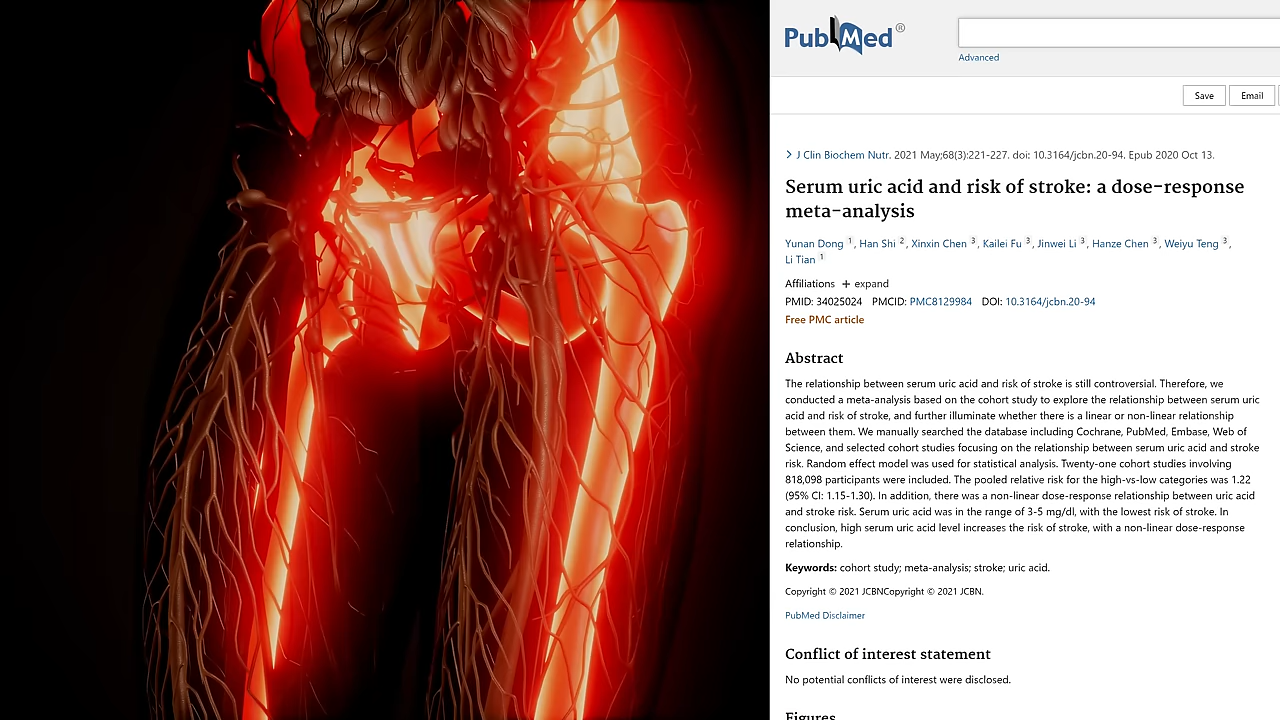 PubMed®
Advanced
Save
Email
J Clin Biochem Nutr. 2021 May;68(3):221-227. doi: 10.3164/jcbn.20-94. Epub 2020 Oct 13.
Serum uric acid and risk of stroke: a dose-response
meta-analysis
Yunan Dong 1, Han Shi 2, Xinxin Chen 3, Kailei Fu 3, Jinwei Li 3, Hanze Chen 3, Weiyu Teng 3,
Li Tian 1
Affiliations + expand
PMID: 34025024 PMCID: PMC8129984 DOI: 10.3164/jcbn.20-94
Free PMC article
Abstract
The relationship between serum uric acid and risk of stroke is still controversial. Therefore, we
conducted a meta-analysis based on the cohort study to explore the relationship between serum uric
acid and risk of stroke, and further illuminate whether there is a linear or non-linear relationship
between them. We manually searched the database including Cochrane, PubMed, Embase, Web of
Science, and selected cohort studies focusing on the relationship between serum uric acid and stroke
risk. Random effect model was used for statistical analysis. Twenty-one cohort studies involving
818,098 participants were included. The pooled relative risk for the high-vs-low categories was 1.22
(95% CI: 1.15-1.30). In addition, there was a non-linear dose-response relationship between uric acid
and stroke risk. Serum uric acid was in the range of 3-5 mg/dl, with the lowest risk of stroke. In
conclusion, high serum uric acid level increases the risk of stroke, with a non-linear dose-response
relationship.
Keywords: cohort study; meta-analysis; stroke; uric acid.
Copyright © 2021 JCBNCopyright © 2021 JCBN.
PubMed Disclaimer
Conflict of interest statement
No potential conflicts of interest were disclosed.
Figures